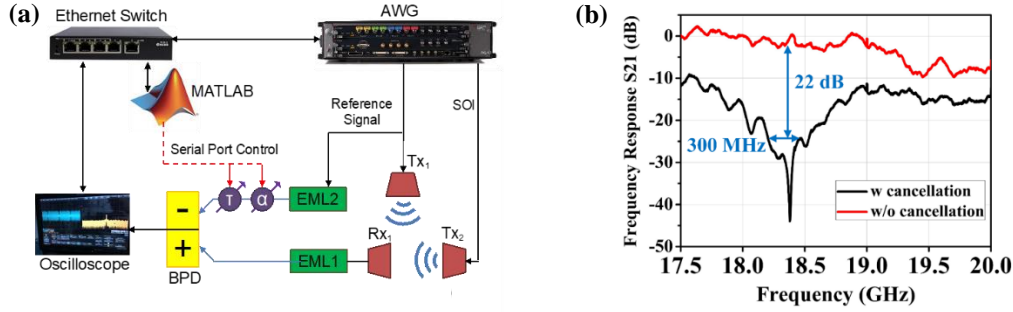 (a)
Ethernet Switch
AWG
MATLAB
Reference
Signal
SOI
Serial Port Control
Tx1
τ
α
EML2
-
+
Rx1
Tx2
EML1
Oscilloscope
BPD
(b)
Frequency Response S21 (dB)
0
-10
-20
-30
-40
-50
22 dB
300 MHz
w cancellation
w/o cancellation
17.5
18.0
18.5
19.0
19.5
20.0
Frequency (GHz)